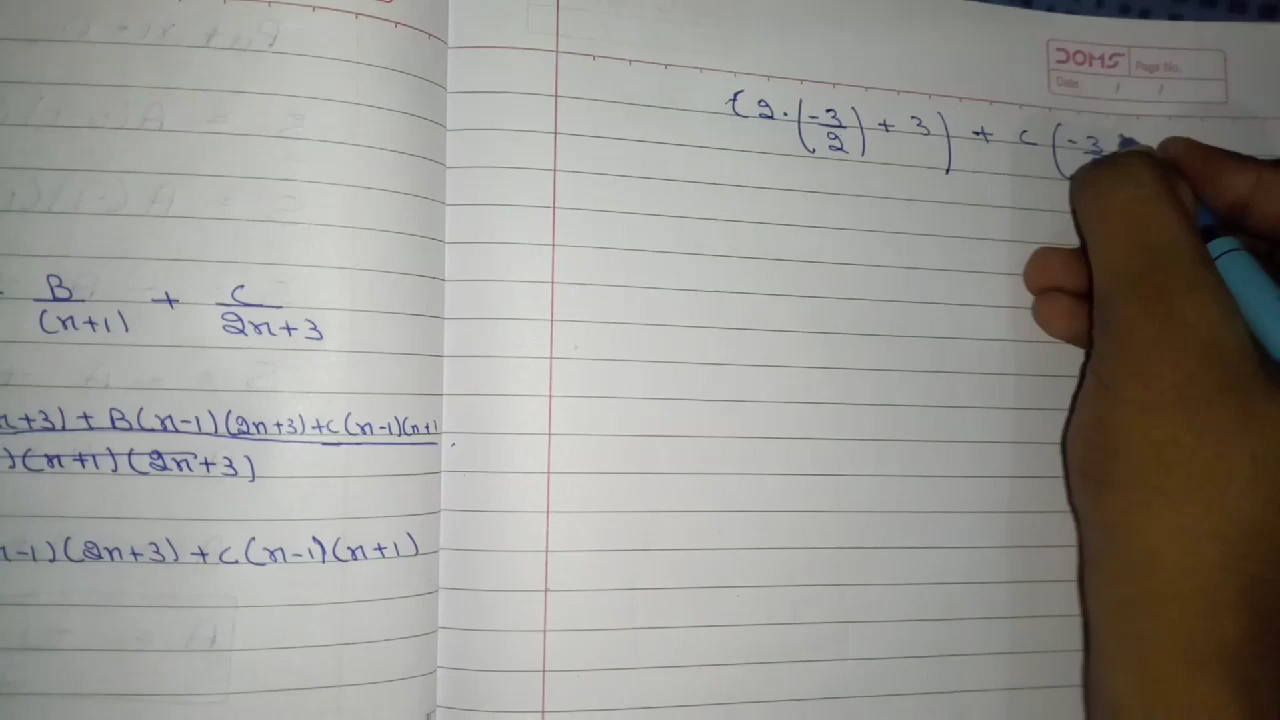 B/(x+1) + C/(2x+3)
x+3) + B(x-1)(2x+3)+C(x-1)(x+1
)(x+1)(2x+3)
x-1)(2x+3) + C(x-1)(x+1)
DOMS Page No.
Date / /
(2.(-3/2) + 3) + C(-3